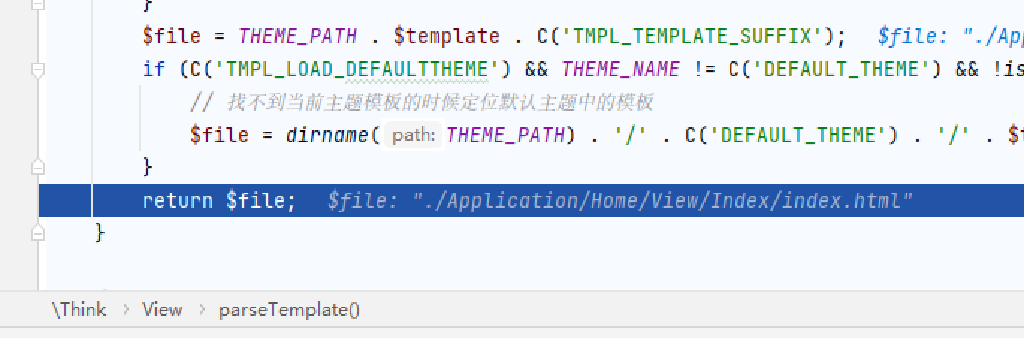 }
$file = THEME_PATH . $template . C('TMPL_TEMPLATE_SUFFIX'); $file: "./Ap
if (C('TMPL_LOAD_DEFAULTTHEME') && THEME_NAME != C('DEFAULT_THEME') && !is
// 找不到当前主题模板的时候定位默认主题中的模板
$file = dirname( path: THEME_PATH) . '/' . C('DEFAULT_THEME') . '/' . $
}
return $file; $file: "./Application/Home/View/Index/index.html"
}
\Think > View > parseTemplate()